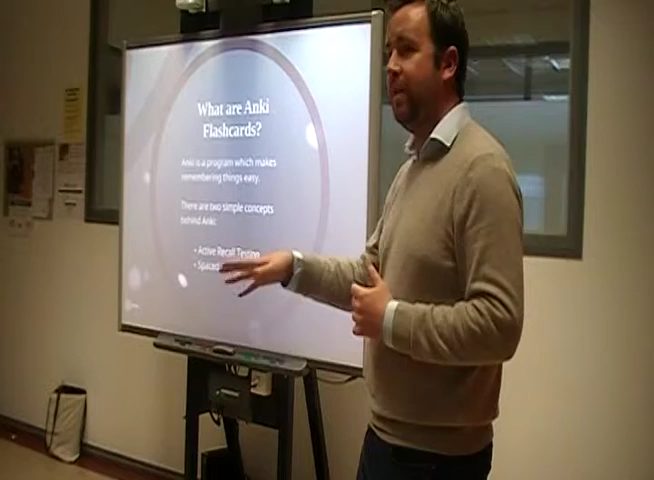 What are Anki
Flashcards?
Anki is a program which makes
remembering things easy.
There are two simple concepts
behind Anki:
• Active Recall Testing
• Spaced